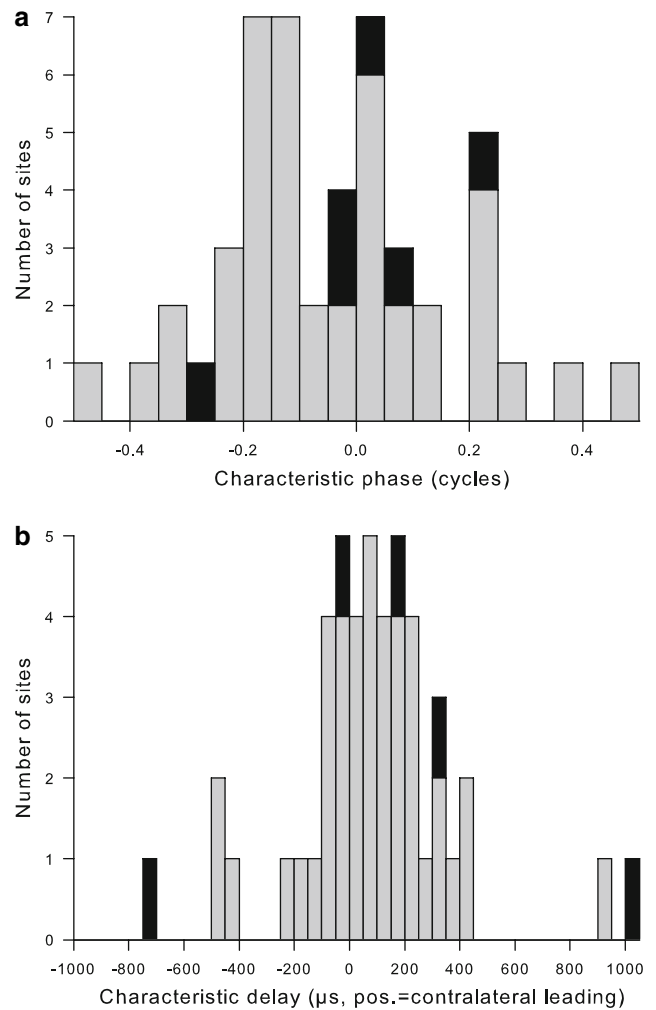 a
7
6
5
4
3
2
1
0
Number of sites
-0.4 -0.2 0.0 0.2 0.4
Characteristic phase (cycles)
b
5
4
3
2
1
0
Number of sites
-1000 -800 -600 -400 -200 0 200 400 600 800 1000
Characteristic delay (µs, pos.=contralateral leading)